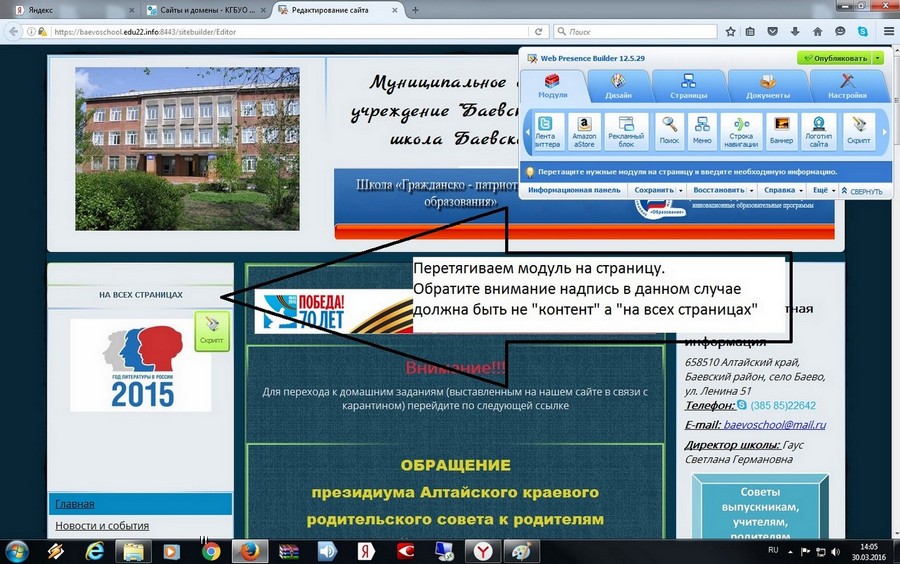 Яндекс
Сайты и домены - КГБУО ...
Редактирование сайта
https://baevoschool.edu22.info:8443/sitebuilder/Editor
Поиск
Web Presence Builder 12.5.29
Опубликовать
Модули
Дизайн
Страницы
Документы
Настройки
Лента
виттера
Amazon
aStore
Рекламный
блок
Поиск
Меню
Строка
навигации
Баннер
Логотип
сайта
Скрипт
Перетащите нужные модули на страницу и введите необходимую информацию.
Информационная панель
Сохранить
Восстановить
Справка
Ещё
СВЕРНУТЬ
Муниципальное
учреждение Баевск
школа Баевско
Школа «Гражданско - патриот
образования»
«Образование»
инновационные образовательные программы
НА ВСЕХ СТРАНИЦАХ
Скрипт
ГОД ЛИТЕРАТУРЫ В РОССИИ
2015
Главная
Новости и события
Перетягиваем модуль на страницу.
Обратите внимание надпись в данном случае
должна быть не "контент" а "на всех страницах"
ПОБЕДА!
70 ЛЕТ
Внимание!!!
Для перехода к домашним заданиям (выставленным на нашем сайте в связи с
карантином) перейдите по следующей ссылке
ОБРАЩЕНИЕ
президиума Алтайского краевого
родительского совета к родителям
тная
информация
658510 Алтайский край,
Баевский район, село Баево,
ул. Ленина 51
Телефон: (385 85)22642
E-mail: baevoschool@mail.ru
Директор школы: Гаус
Светлана Германовна
Советы
выпускникам,
учителям,
родителям
RU
14:05
30.03.2016